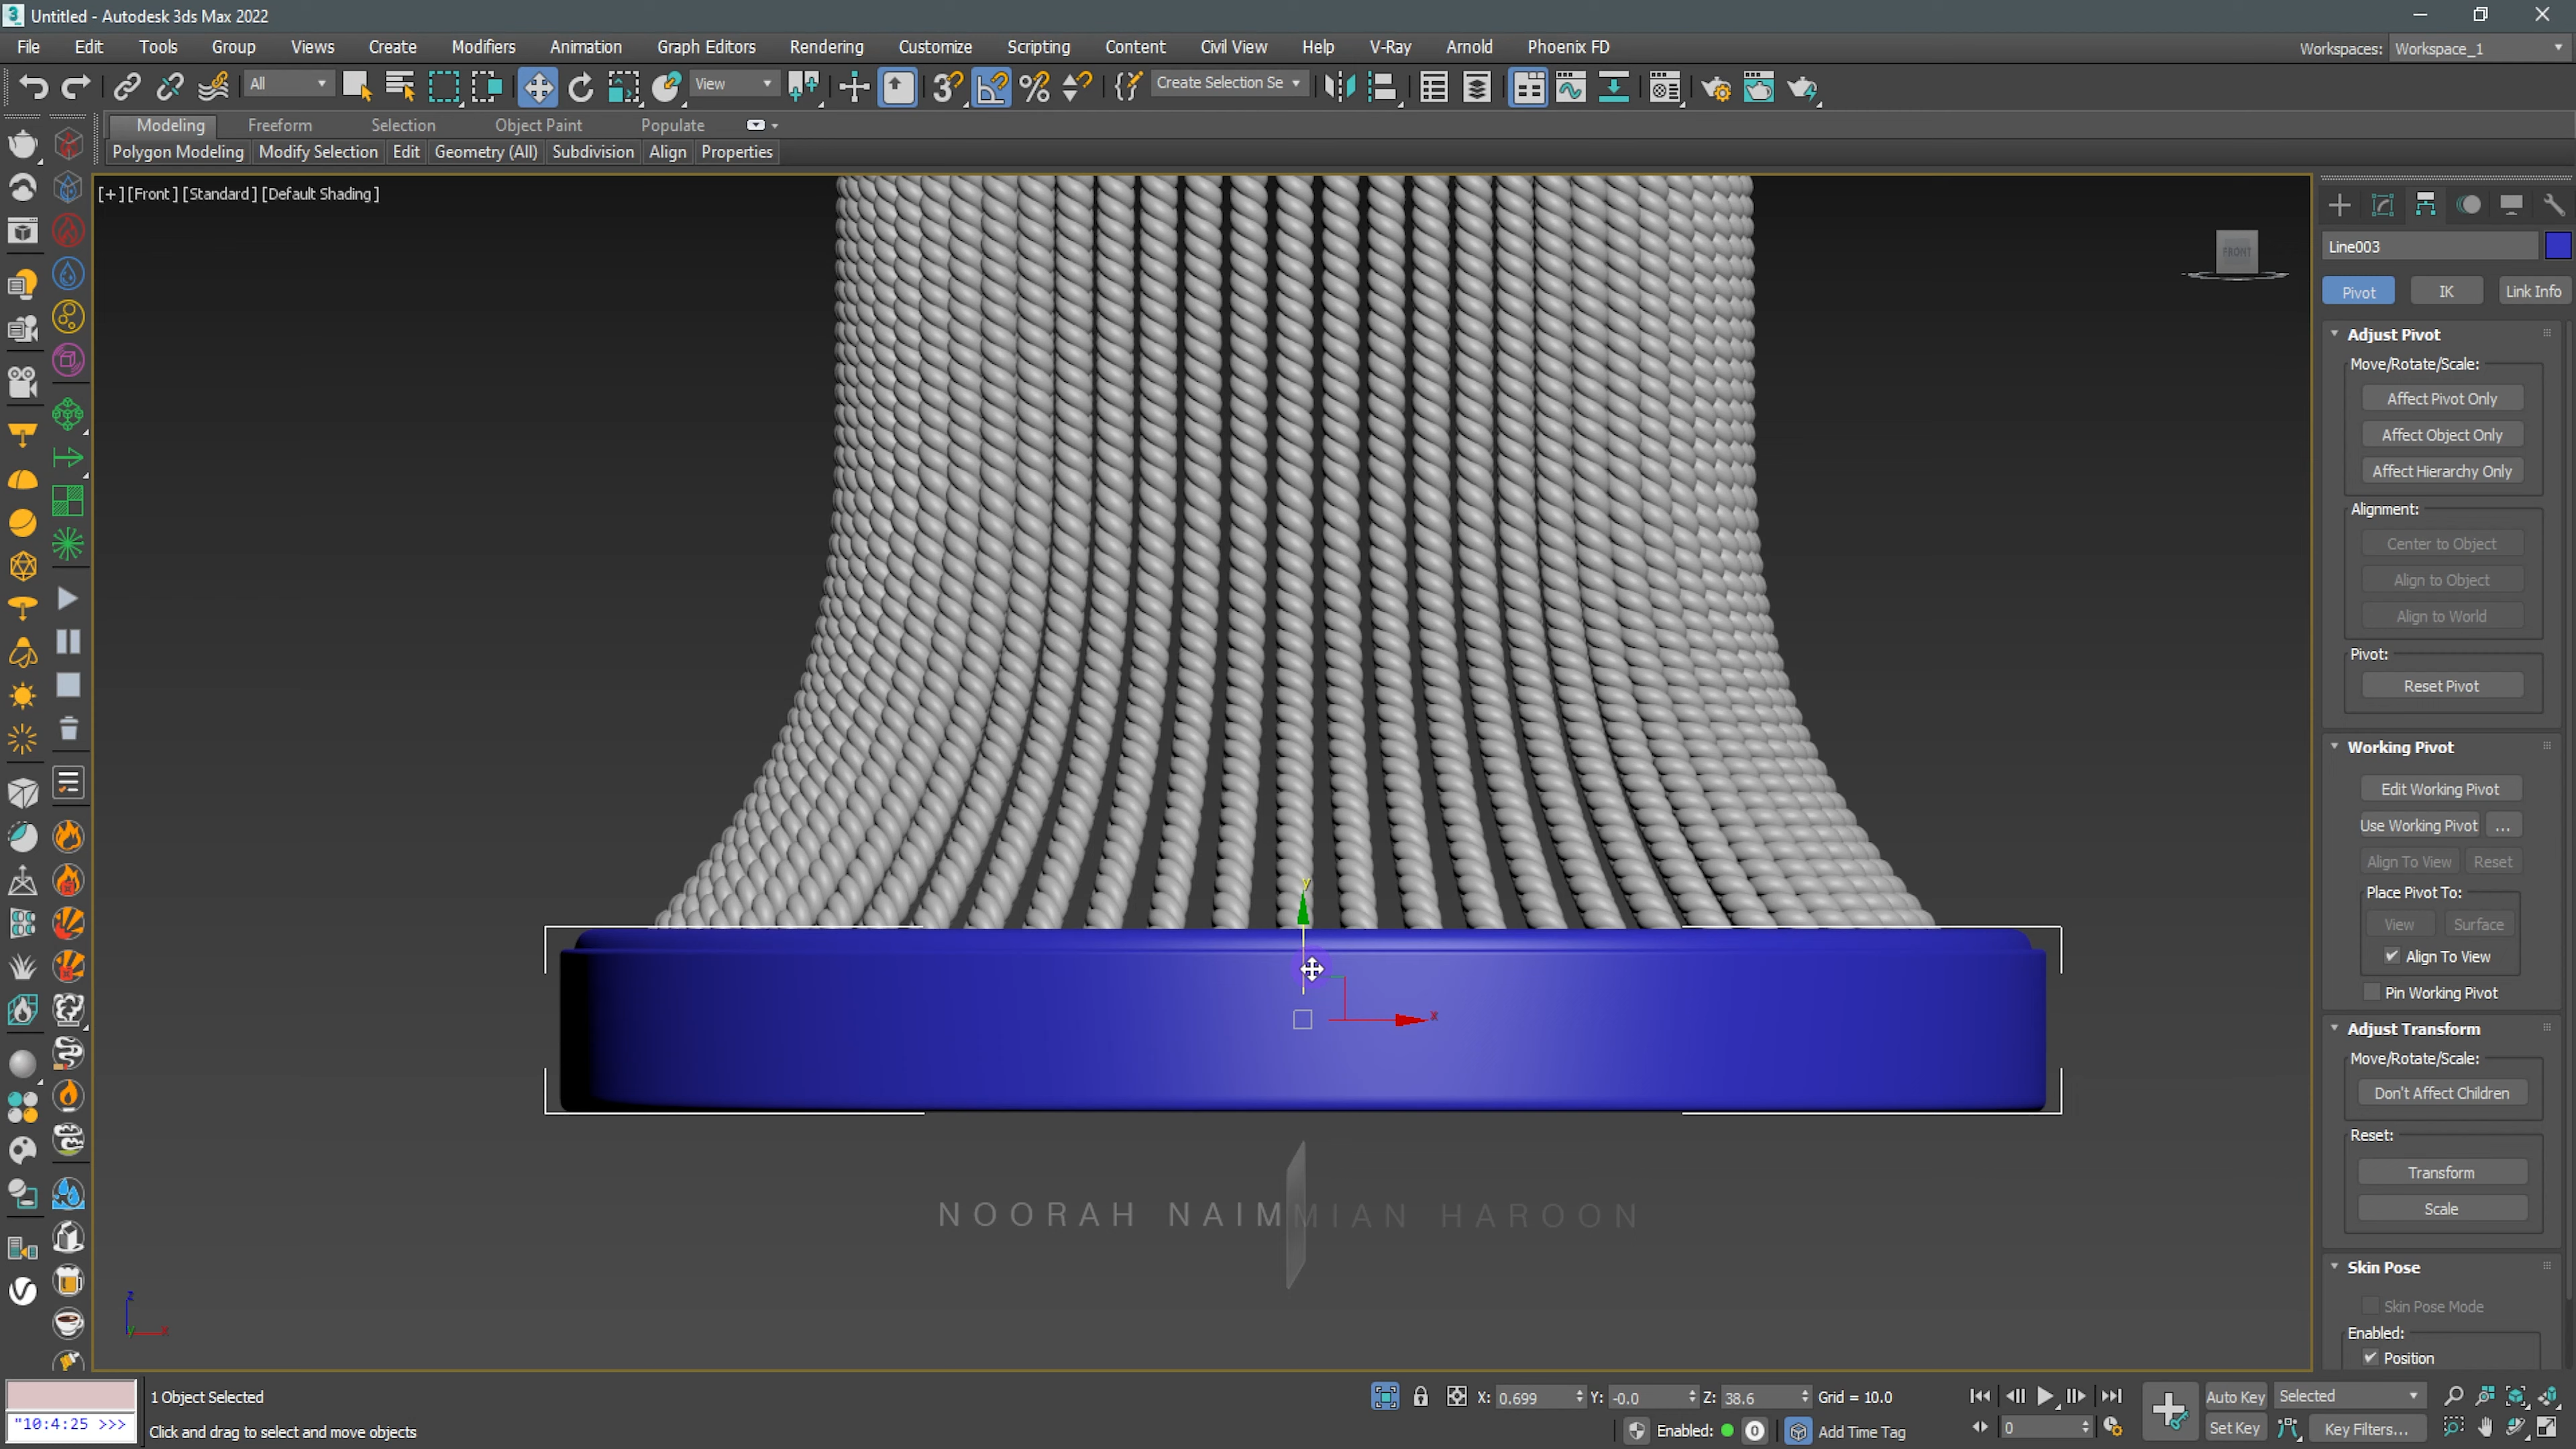 Untitled - Autodesk 3ds Max 2022
File Edit Tools Group Views Create Modifiers Animation Graph Editors Rendering Customize Scripting Content Civil View Help V-Ray Arnold Phoenix FD Workspaces: Workspace_1
All View Create Selection Se
Modeling Freeform Selection Object Paint Populate
Polygon Modeling Modify Selection Edit Geometry (All) Subdivision Align Properties
[+][Front][Standard][Default Shading]
FRONT
Line003
Pivot IK Link Info
Adjust Pivot
Move/Rotate/Scale:
Affect Pivot Only
Affect Object Only
Affect Hierarchy Only
Alignment:
Center to Object
Align to Object
Align to World
Pivot:
Reset Pivot
Working Pivot
Edit Working Pivot
Use Working Pivot ...
Align To View Reset
Place Pivot To:
View Surface
Align To View
Pin Working Pivot
Adjust Transform
Move/Rotate/Scale:
Don't Affect Children
Reset:
Transform
Scale
Skin Pose
Skin Pose Mode
Enabled:
Position
y
x
NOORAH NAIMMIAN HAROON
z
y x
1 Object Selected
X: 0.699 Y: -0.0 Z: 38.6 Grid = 10.0
Auto Key Selected
"10:4:25 >>>
Click and drag to select and move objects
Enabled: 0 Add Time Tag
0 Set Key Key Filters...